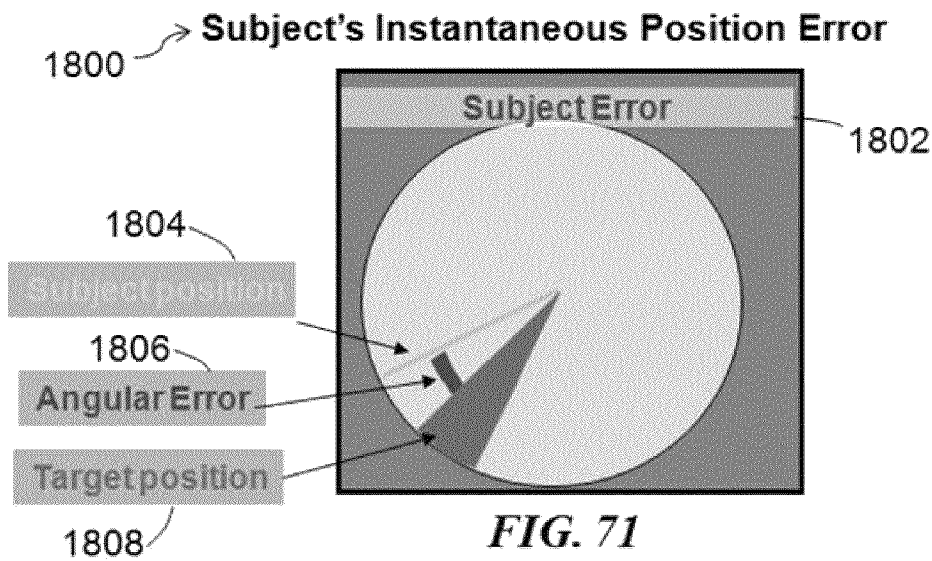 Subject's Instantaneous Position Error
1800
Subject Error
1802
1804
Subject position
1806
Angular Error
Target position
1808
FIG. 71